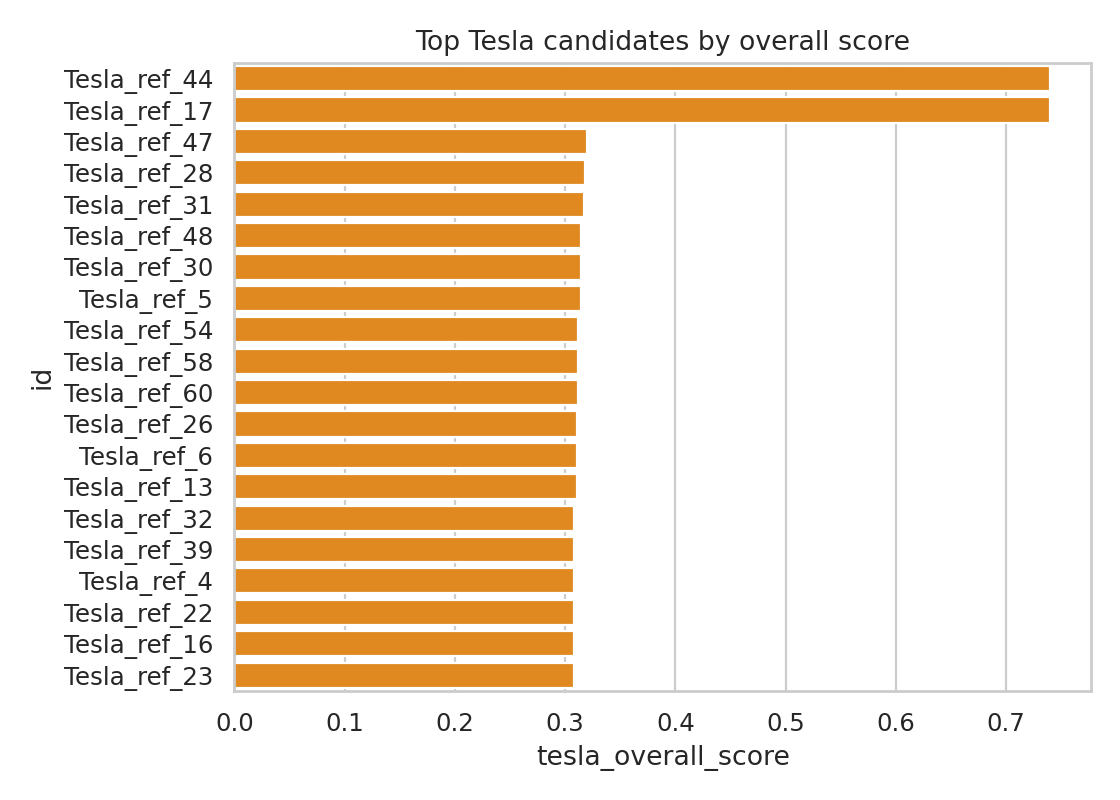 Top Tesla candidates by overall score
Tesla_ref_44
Tesla_ref_17
Tesla_ref_47
Tesla_ref_28
Tesla_ref_31
Tesla_ref_48
Tesla_ref_30
Tesla_ref_5
Tesla_ref_54
Tesla_ref_58
Tesla_ref_60
Tesla_ref_26
Tesla_ref_6
Tesla_ref_13
Tesla_ref_32
Tesla_ref_39
Tesla_ref_4
Tesla_ref_22
Tesla_ref_16
Tesla_ref_23
id
0.0 0.1 0.2 0.3 0.4 0.5 0.6 0.7
tesla_overall_score